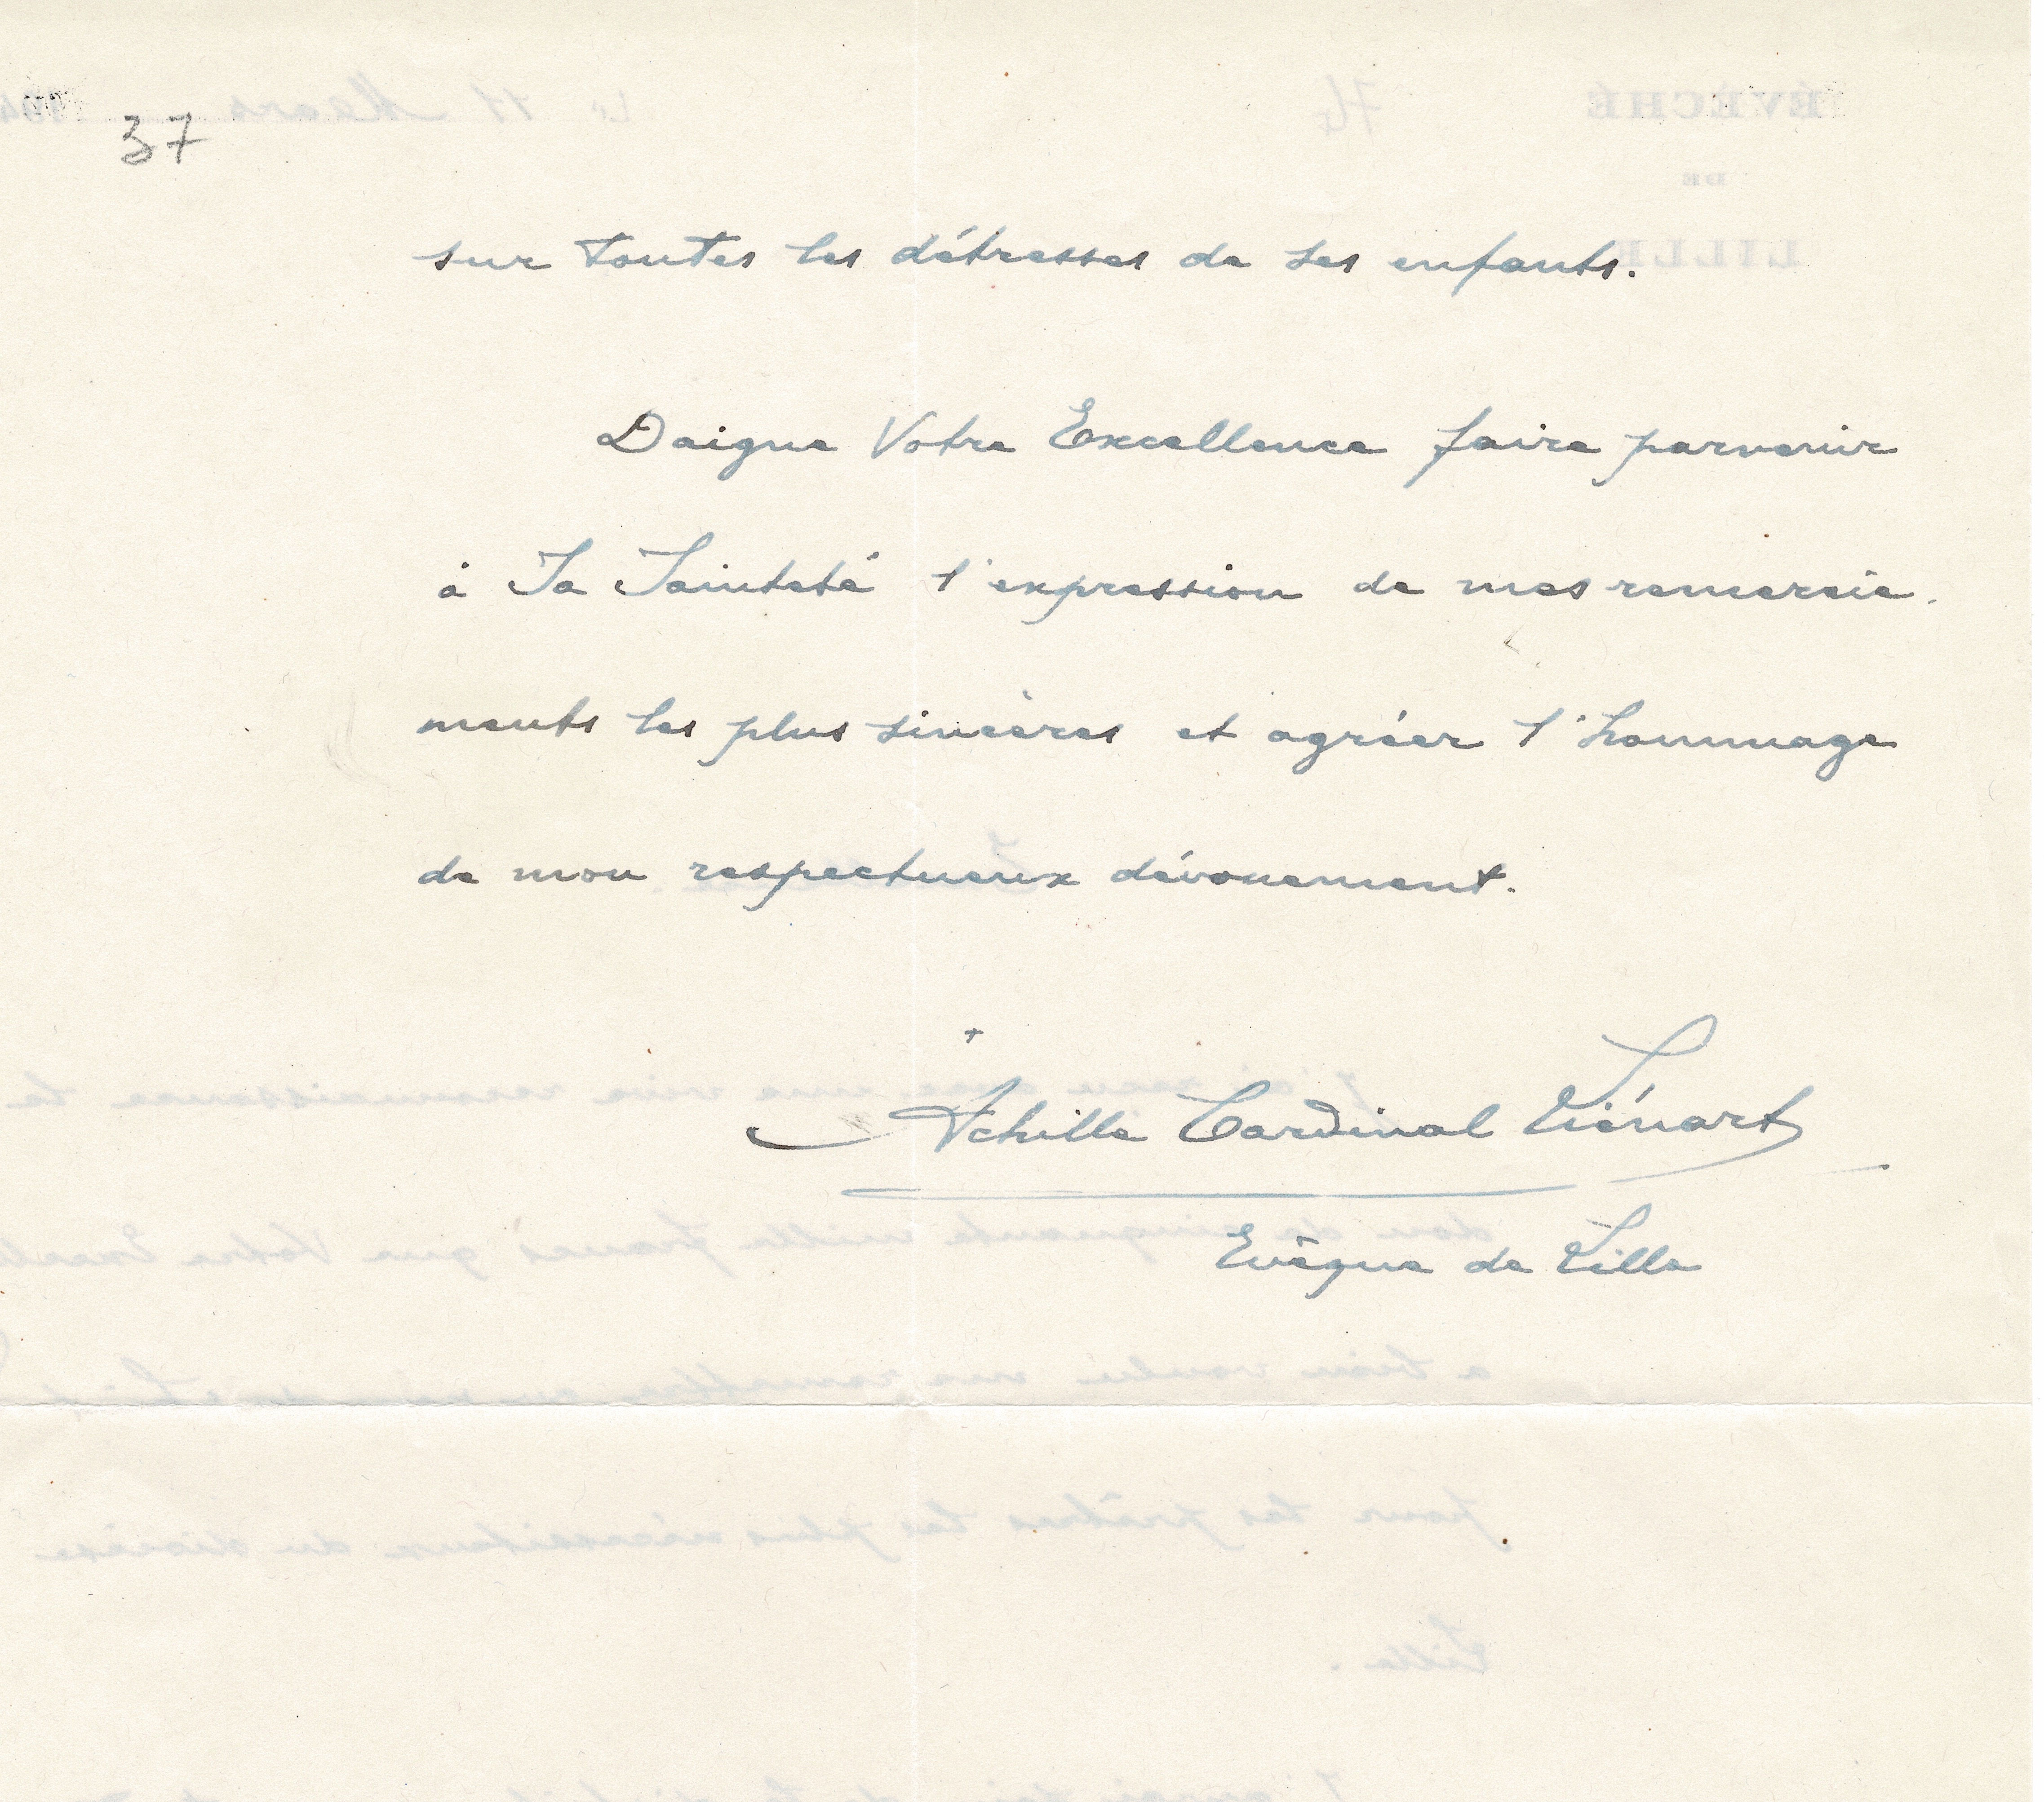 37
sur toutes les détresses de ses enfants.
Daigne Votre Excellence faire parvenir
à Sa Sainteté l'expression de mes remercie-
ments les plus sincères et agréer l'hommage
de mon respectueux dévouement.
+
Achille Cardinal Liénart
Evêque de Lille